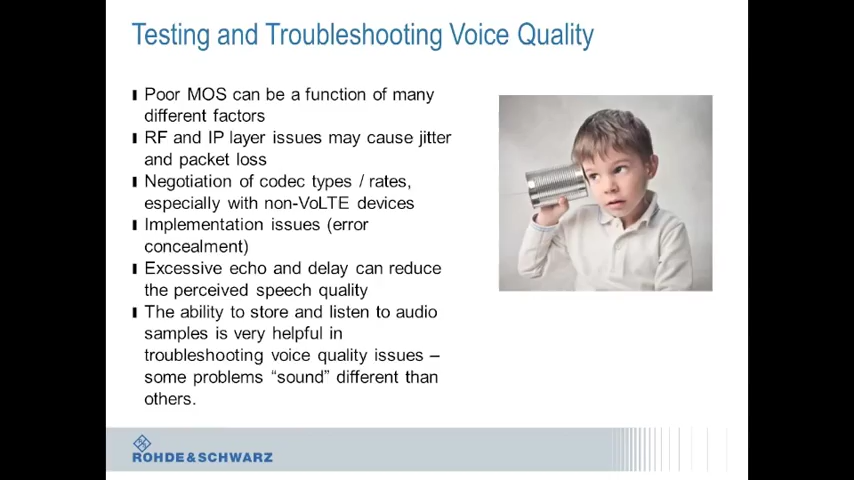 Testing and Troubleshooting Voice Quality
Poor MOS can be a function of many
different factors
RF and IP layer issues may cause jitter
and packet loss
Negotiation of codec types / rates,
especially with non-VoLTE devices
Implementation issues (error
concealment)
Excessive echo and delay can reduce
the perceived speech quality
The ability to store and listen to audio
samples is very helpful in
troubleshooting voice quality issues –
some problems “sound” different than
others.
ROHDE&SCHWARZ